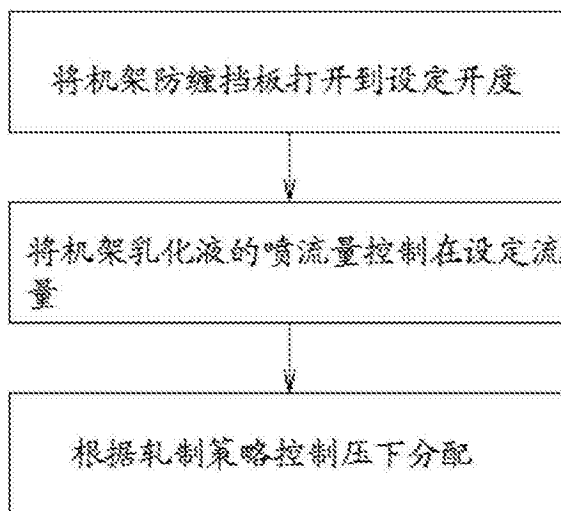 将机架防缠挡板打开到设定开度
将机架乳化液的喷流量控制在设定流
量
根据轧制策略控制压下分配